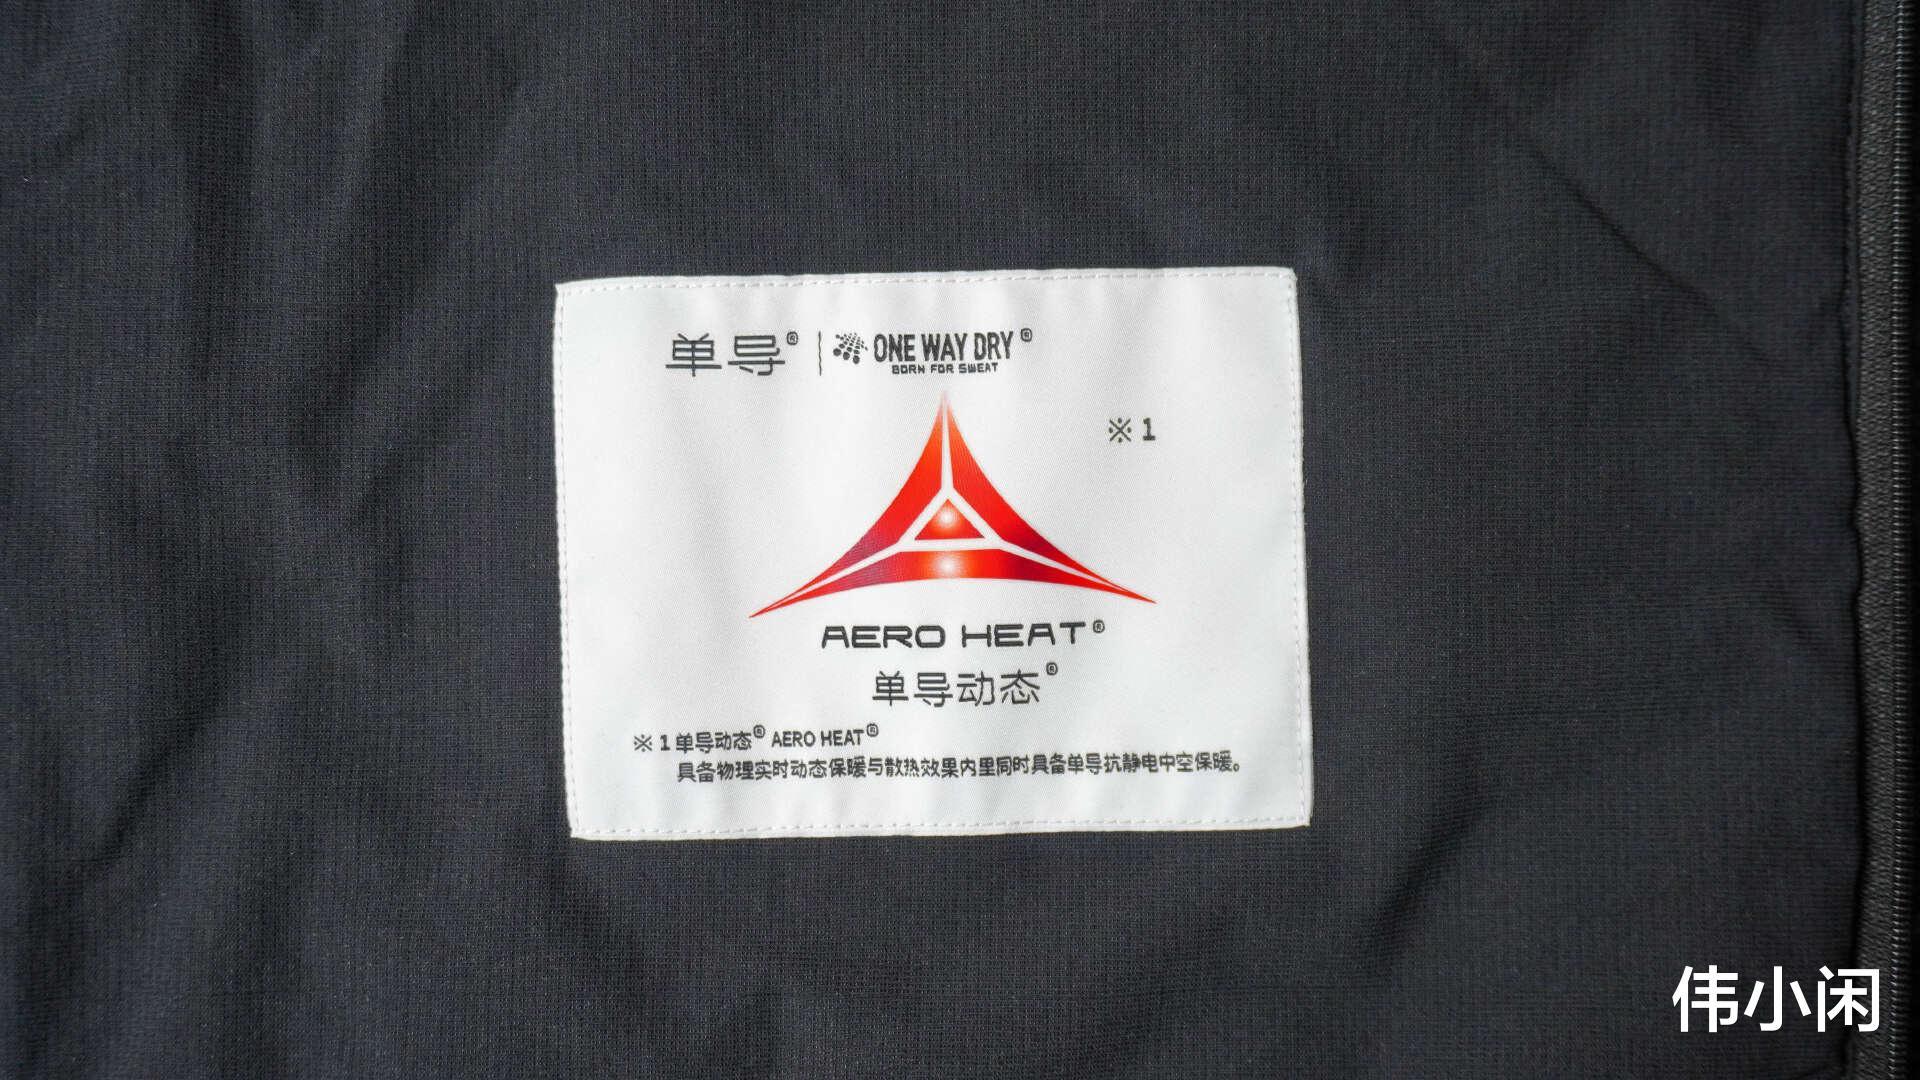 单导® | ONE WAY DRY®
BORN FOR SWEAT
※1
AERO HEAT®
单导动态®
※1单导动态® AERO HEAT®
具备物理实时动态保暖与散热效果内里同时具备单导抗静电中空保暖。
伟小闲